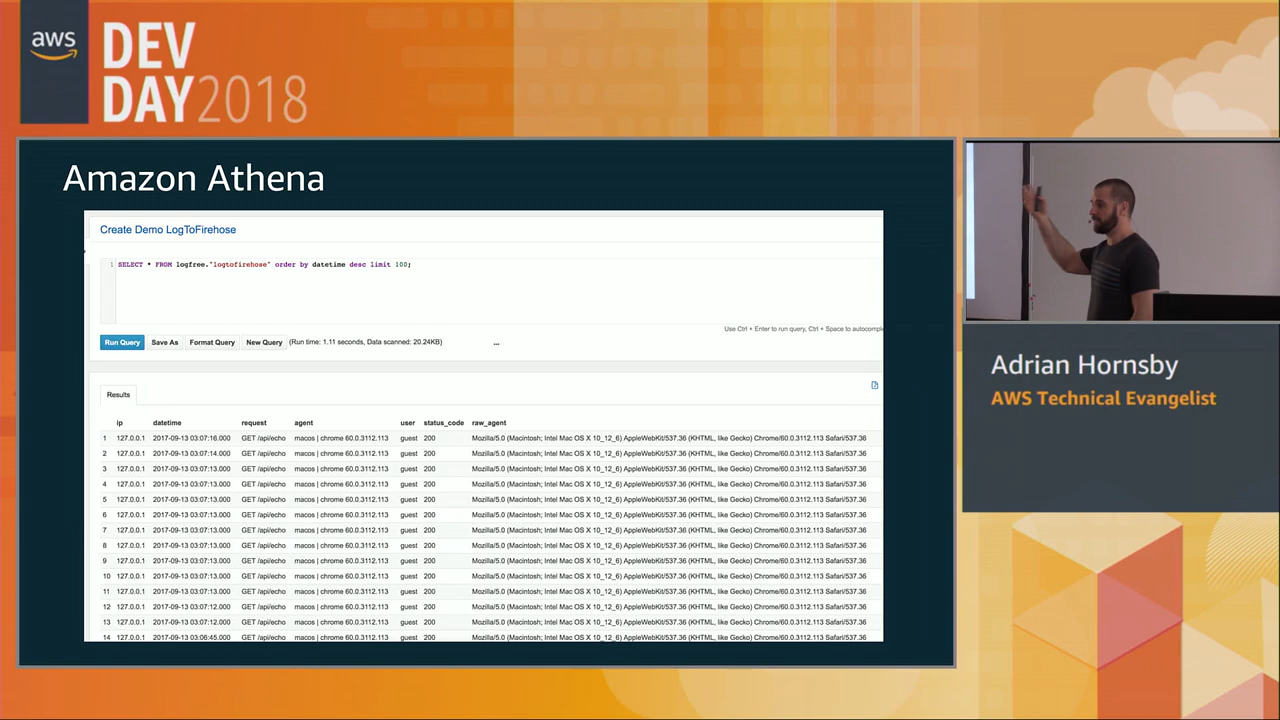 aws
DEV
DAY2018
Amazon Athena
Create Demo LogToFirehose
1 SELECT * FROM logfree."logtofirehose" order by datetime desc limit 100;
Use Ctrl + Enter to run query, Ctrl + Space to autocomple
Run Query Save As Format Query New Query (Run time: 1.11 seconds, Data scanned: 20.24KB) ...
Results
ip datetime request agent user status_code raw_agent
1 127.0.0.1 2017-09-13 03:07:16.000 GET /api/echo macos | chrome 60.0.3112.113 guest 200 Mozilla/5.0 (Macintosh; Intel Mac OS X 10_12_6) AppleWebKit/537.36 (KHTML, like Gecko) Chrome/60.0.3112.113 Safari/537.36
2 127.0.0.1 2017-09-13 03:07:14.000 GET /api/echo macos | chrome 60.0.3112.113 guest 200 Mozilla/5.0 (Macintosh; Intel Mac OS X 10_12_6) AppleWebKit/537.36 (KHTML, like Gecko) Chrome/60.0.3112.113 Safari/537.36
3 127.0.0.1 2017-09-13 03:07:13.000 GET /api/echo macos | chrome 60.0.3112.113 guest 200 Mozilla/5.0 (Macintosh; Intel Mac OS X 10_12_6) AppleWebKit/537.36 (KHTML, like Gecko) Chrome/60.0.3112.113 Safari/537.36
4 127.0.0.1 2017-09-13 03:07:13.000 GET /api/echo macos | chrome 60.0.3112.113 guest 200 Mozilla/5.0 (Macintosh; Intel Mac OS X 10_12_6) AppleWebKit/537.36 (KHTML, like Gecko) Chrome/60.0.3112.113 Safari/537.36
5 127.0.0.1 2017-09-13 03:07:13.000 GET /api/echo macos | chrome 60.0.3112.113 guest 200 Mozilla/5.0 (Macintosh; Intel Mac OS X 10_12_6) AppleWebKit/537.36 (KHTML, like Gecko) Chrome/60.0.3112.113 Safari/537.36
6 127.0.0.1 2017-09-13 03:07:13.000 GET /api/echo macos | chrome 60.0.3112.113 guest 200 Mozilla/5.0 (Macintosh; Intel Mac OS X 10_12_6) AppleWebKit/537.36 (KHTML, like Gecko) Chrome/60.0.3112.113 Safari/537.36
7 127.0.0.1 2017-09-13 03:07:13.000 GET /api/echo macos | chrome 60.0.3112.113 guest 200 Mozilla/5.0 (Macintosh; Intel Mac OS X 10_12_6) AppleWebKit/537.36 (KHTML, like Gecko) Chrome/60.0.3112.113 Safari/537.36
8 127.0.0.1 2017-09-13 03:07:13.000 GET /api/echo macos | chrome 60.0.3112.113 guest 200 Mozilla/5.0 (Macintosh; Intel Mac OS X 10_12_6) AppleWebKit/537.36 (KHTML, like Gecko) Chrome/60.0.3112.113 Safari/537.36
9 127.0.0.1 2017-09-13 03:07:13.000 GET /api/echo macos | chrome 60.0.3112.113 guest 200 Mozilla/5.0 (Macintosh; Intel Mac OS X 10_12_6) AppleWebKit/537.36 (KHTML, like Gecko) Chrome/60.0.3112.113 Safari/537.36
10 127.0.0.1 2017-09-13 03:07:13.000 GET /api/echo macos | chrome 60.0.3112.113 guest 200 Mozilla/5.0 (Macintosh; Intel Mac OS X 10_12_6) AppleWebKit/537.36 (KHTML, like Gecko) Chrome/60.0.3112.113 Safari/537.36
11 127.0.0.1 2017-09-13 03:07:13.000 GET /api/echo macos | chrome 60.0.3112.113 guest 200 Mozilla/5.0 (Macintosh; Intel Mac OS X 10_12_6) AppleWebKit/537.36 (KHTML, like Gecko) Chrome/60.0.3112.113 Safari/537.36
12 127.0.0.1 2017-09-13 03:07:12.000 GET /api/echo macos | chrome 60.0.3112.113 guest 200 Mozilla/5.0 (Macintosh; Intel Mac OS X 10_12_6) AppleWebKit/537.36 (KHTML, like Gecko) Chrome/60.0.3112.113 Safari/537.36
13 127.0.0.1 2017-09-13 03:07:12.000 GET /api/echo macos | chrome 60.0.3112.113 guest 200 Mozilla/5.0 (Macintosh; Intel Mac OS X 10_12_6) AppleWebKit/537.36 (KHTML, like Gecko) Chrome/60.0.3112.113 Safari/537.36
14 127.0.0.1 2017-09-13 03:06:45.000 GET /api/echo macos | chrome 60.0.3112.113 guest 200 Mozilla/5.0 (Macintosh; Intel Mac OS X 10_12_6) AppleWebKit/537.36 (KHTML, like Gecko) Chrome/60.0.3112.113 Safari/537.36
Adrian Hornsby
AWS Technical Evangelist